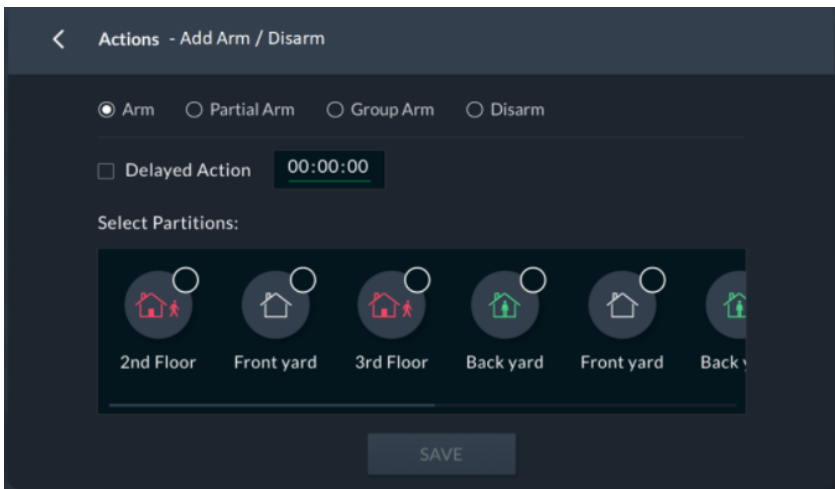 Actions - Add Arm / Disarm
Arm Partial Arm Group Arm Disarm
Delayed Action 00:00:00
Select Partitions:
2nd Floor Front yard 3rd Floor Back yard Front yard Back
SAVE